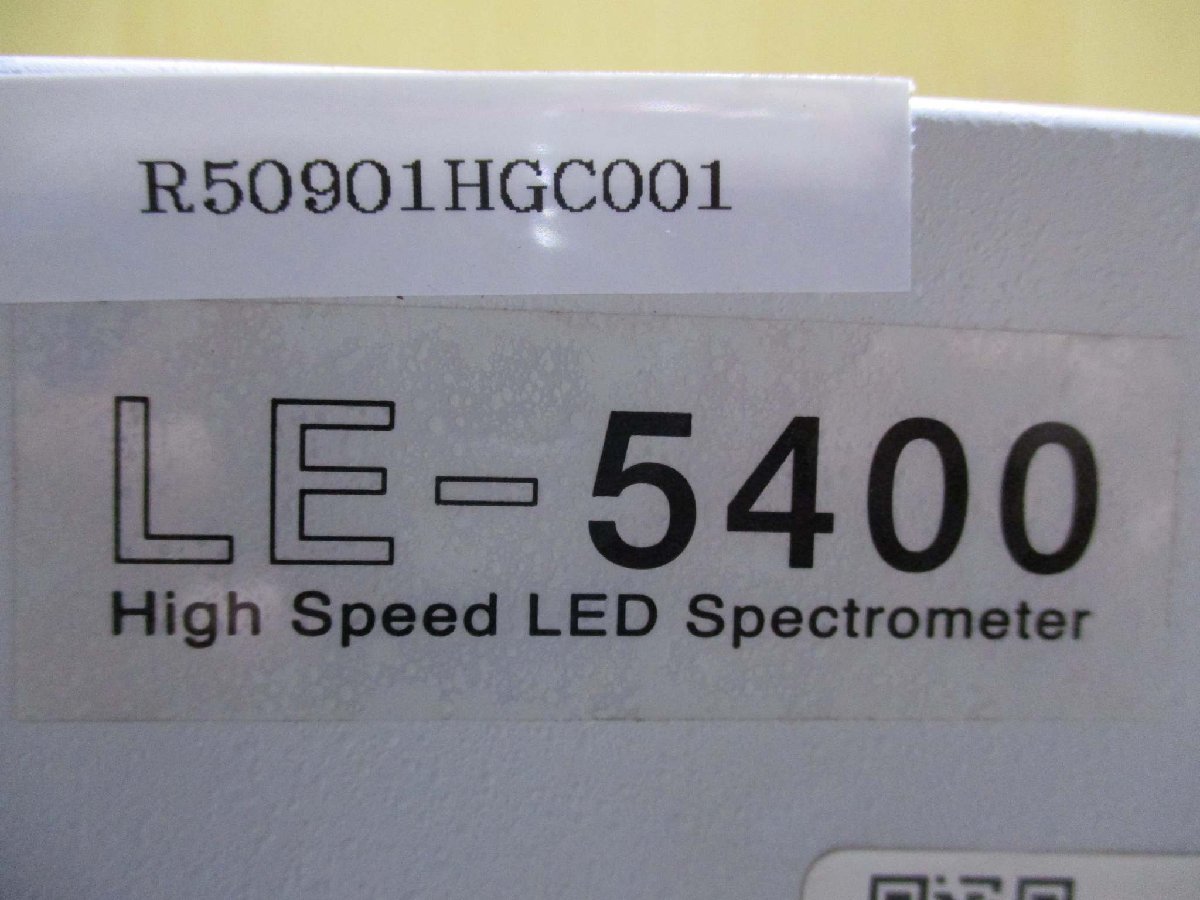 R50901HGC001
LE-5400
High Speed LED Spectrometer